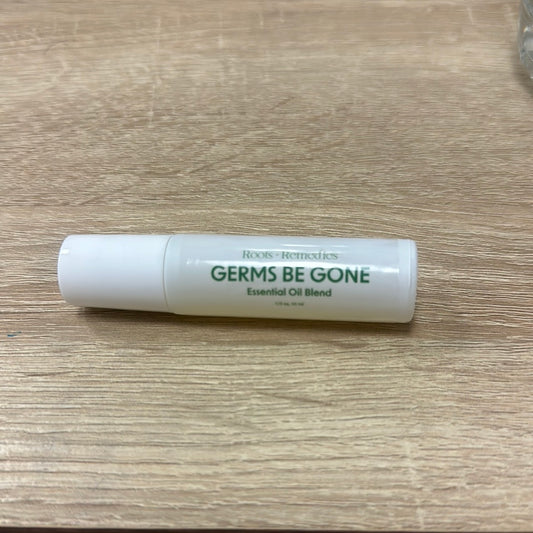 Roots + Remedies
GERMS BE GONE
Essential Oil Blend